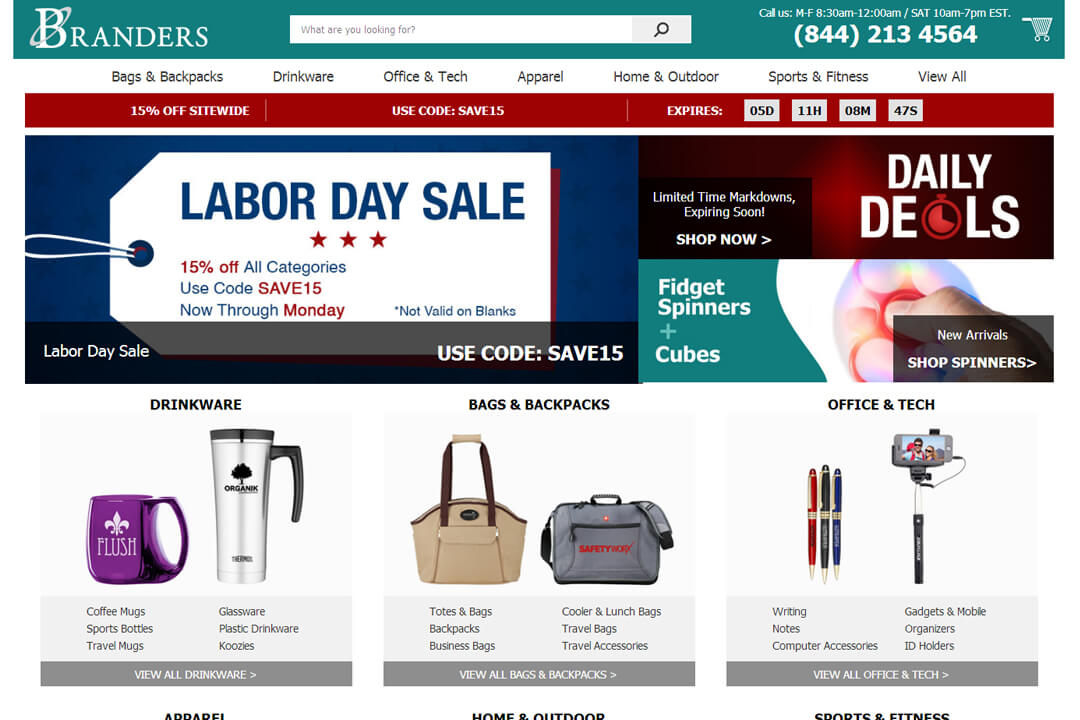 BRANDERS
What are you looking for?
Call us: M-F 8:30am-12:00am / SAT 10am-7pm EST.
(844) 213 4564
Bags & Backpacks Drinkware Office & Tech Apparel Home & Outdoor Sports & Fitness View All
15% OFF SITEWIDE USE CODE: SAVE15 EXPIRES: 05D 11H 08M 47S
LABOR DAY SALE
15% off All Categories
Use Code SAVE15
Now Through Monday *Not Valid on Blanks
Labor Day Sale USE CODE: SAVE15
DAILY
DEALS
Limited Time Markdowns,
Expiring Soon!
SHOP NOW >
Fidget
Spinners
+
Cubes
New Arrivals
SHOP SPINNERS>
DRINKWARE
FLUSH
ORGANIK
THERMOS
Coffee Mugs Glassware
Sports Bottles Plastic Drinkware
Travel Mugs Koozies
VIEW ALL DRINKWARE >
BAGS & BACKPACKS
SAFETYWORX
Totes & Bags Cooler & Lunch Bags
Backpacks Travel Bags
Business Bags Travel Accessories
VIEW ALL BAGS & BACKPACKS >
OFFICE & TECH
Writing Gadgets & Mobile
Notes Organizers
Computer Accessories ID Holders
VIEW ALL OFFICE & TECH >
APPAREL HOME & OUTDOOR SPORTS & FITNESS